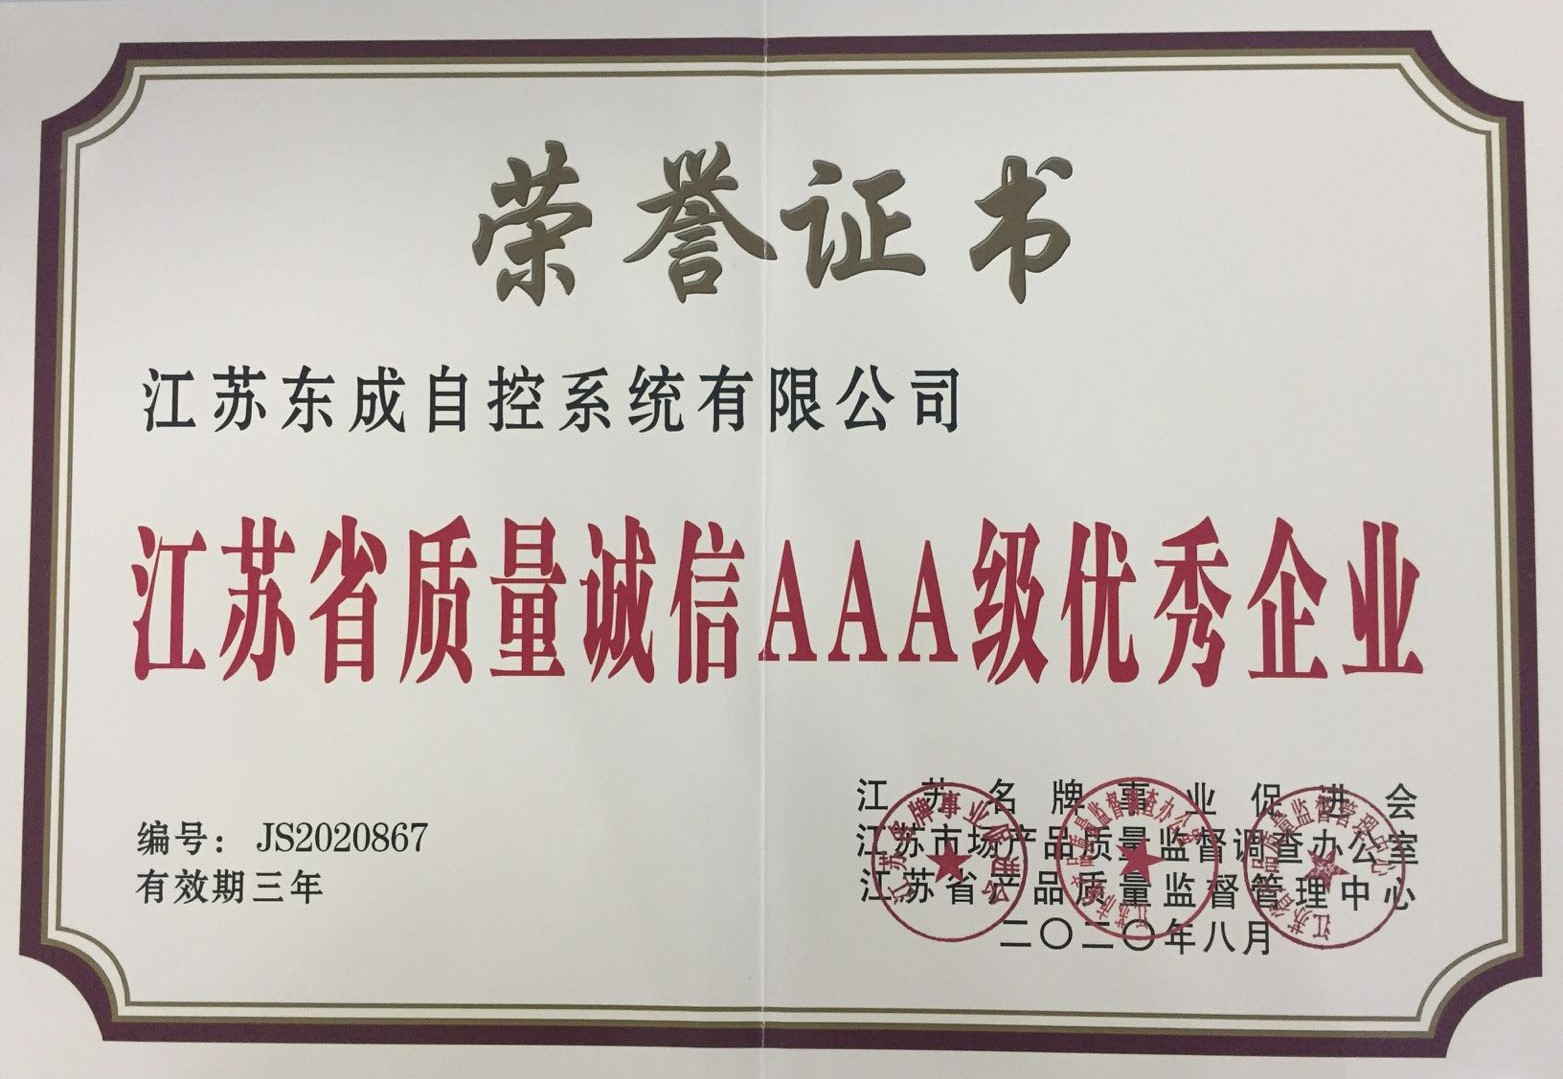 荣誉证书
江苏东成自控系统有限公司
江苏省质量诚信AAA级优秀企业
编号：JS2020867
有效期三年
江苏名牌事业促进会
江苏市场产品质量监督调查办公室
江苏省产品质量监督管理中心
二〇二〇年八月